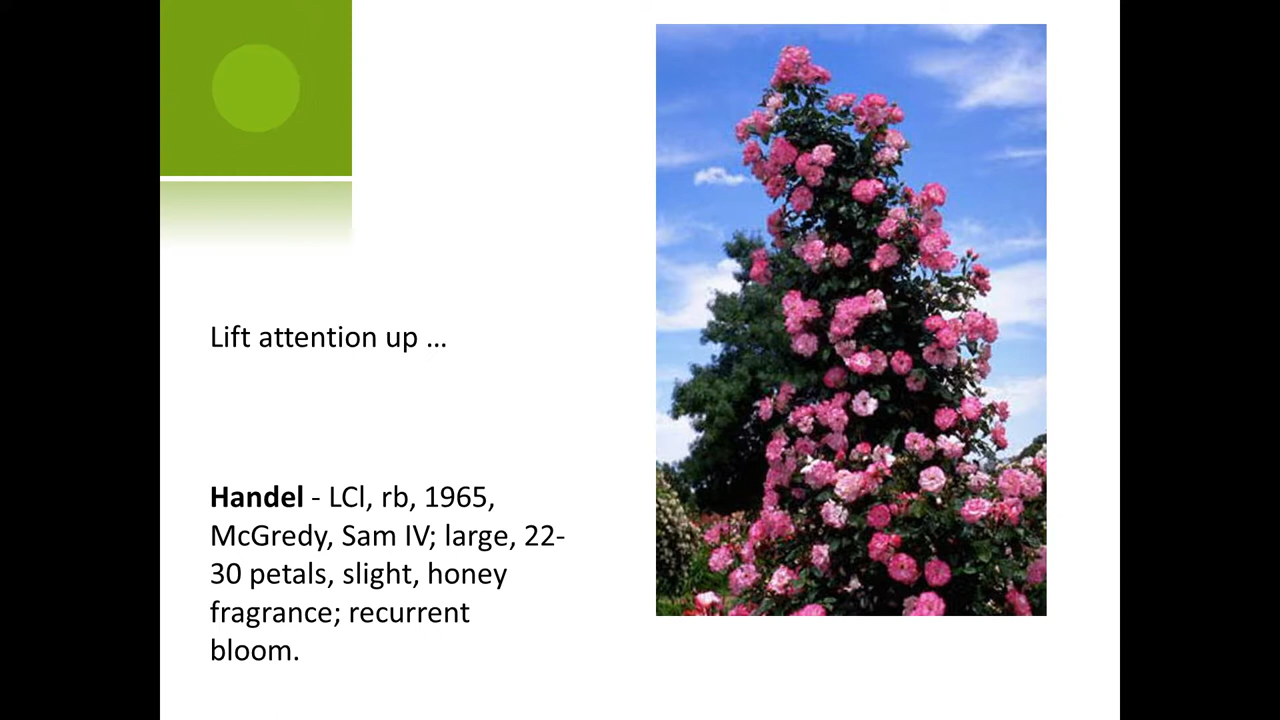 Lift attention up …
Handel - LCl, rb, 1965,
McGredy, Sam IV; large, 22-
30 petals, slight, honey
fragrance; recurrent
bloom.